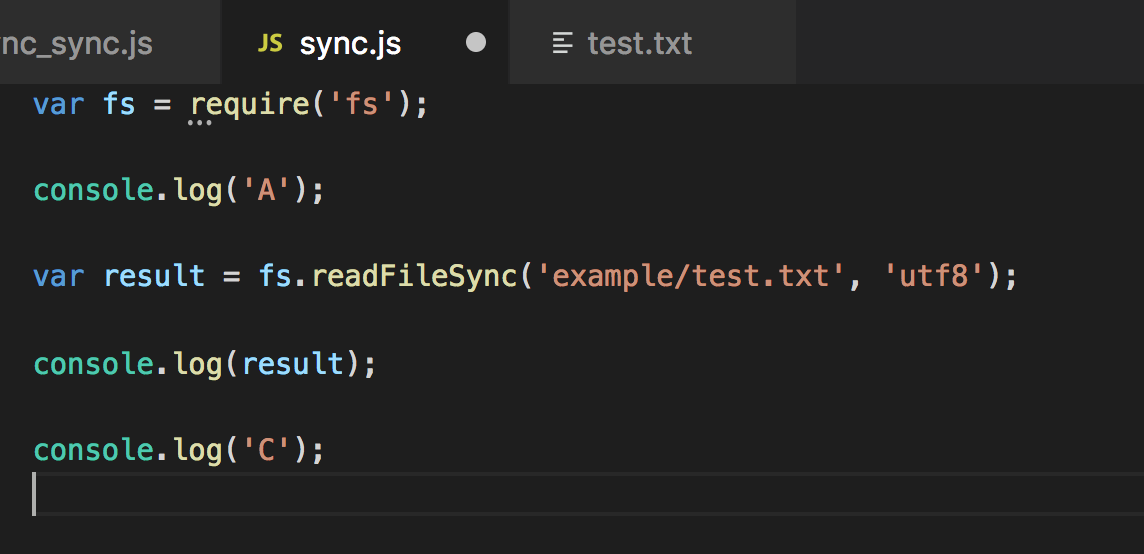 nc_sync.js JS sync.js test.txt
var fs = require('fs');
console.log('A');
var result = fs.readFileSync('example/test.txt', 'utf8');
console.log(result);
console.log('C');